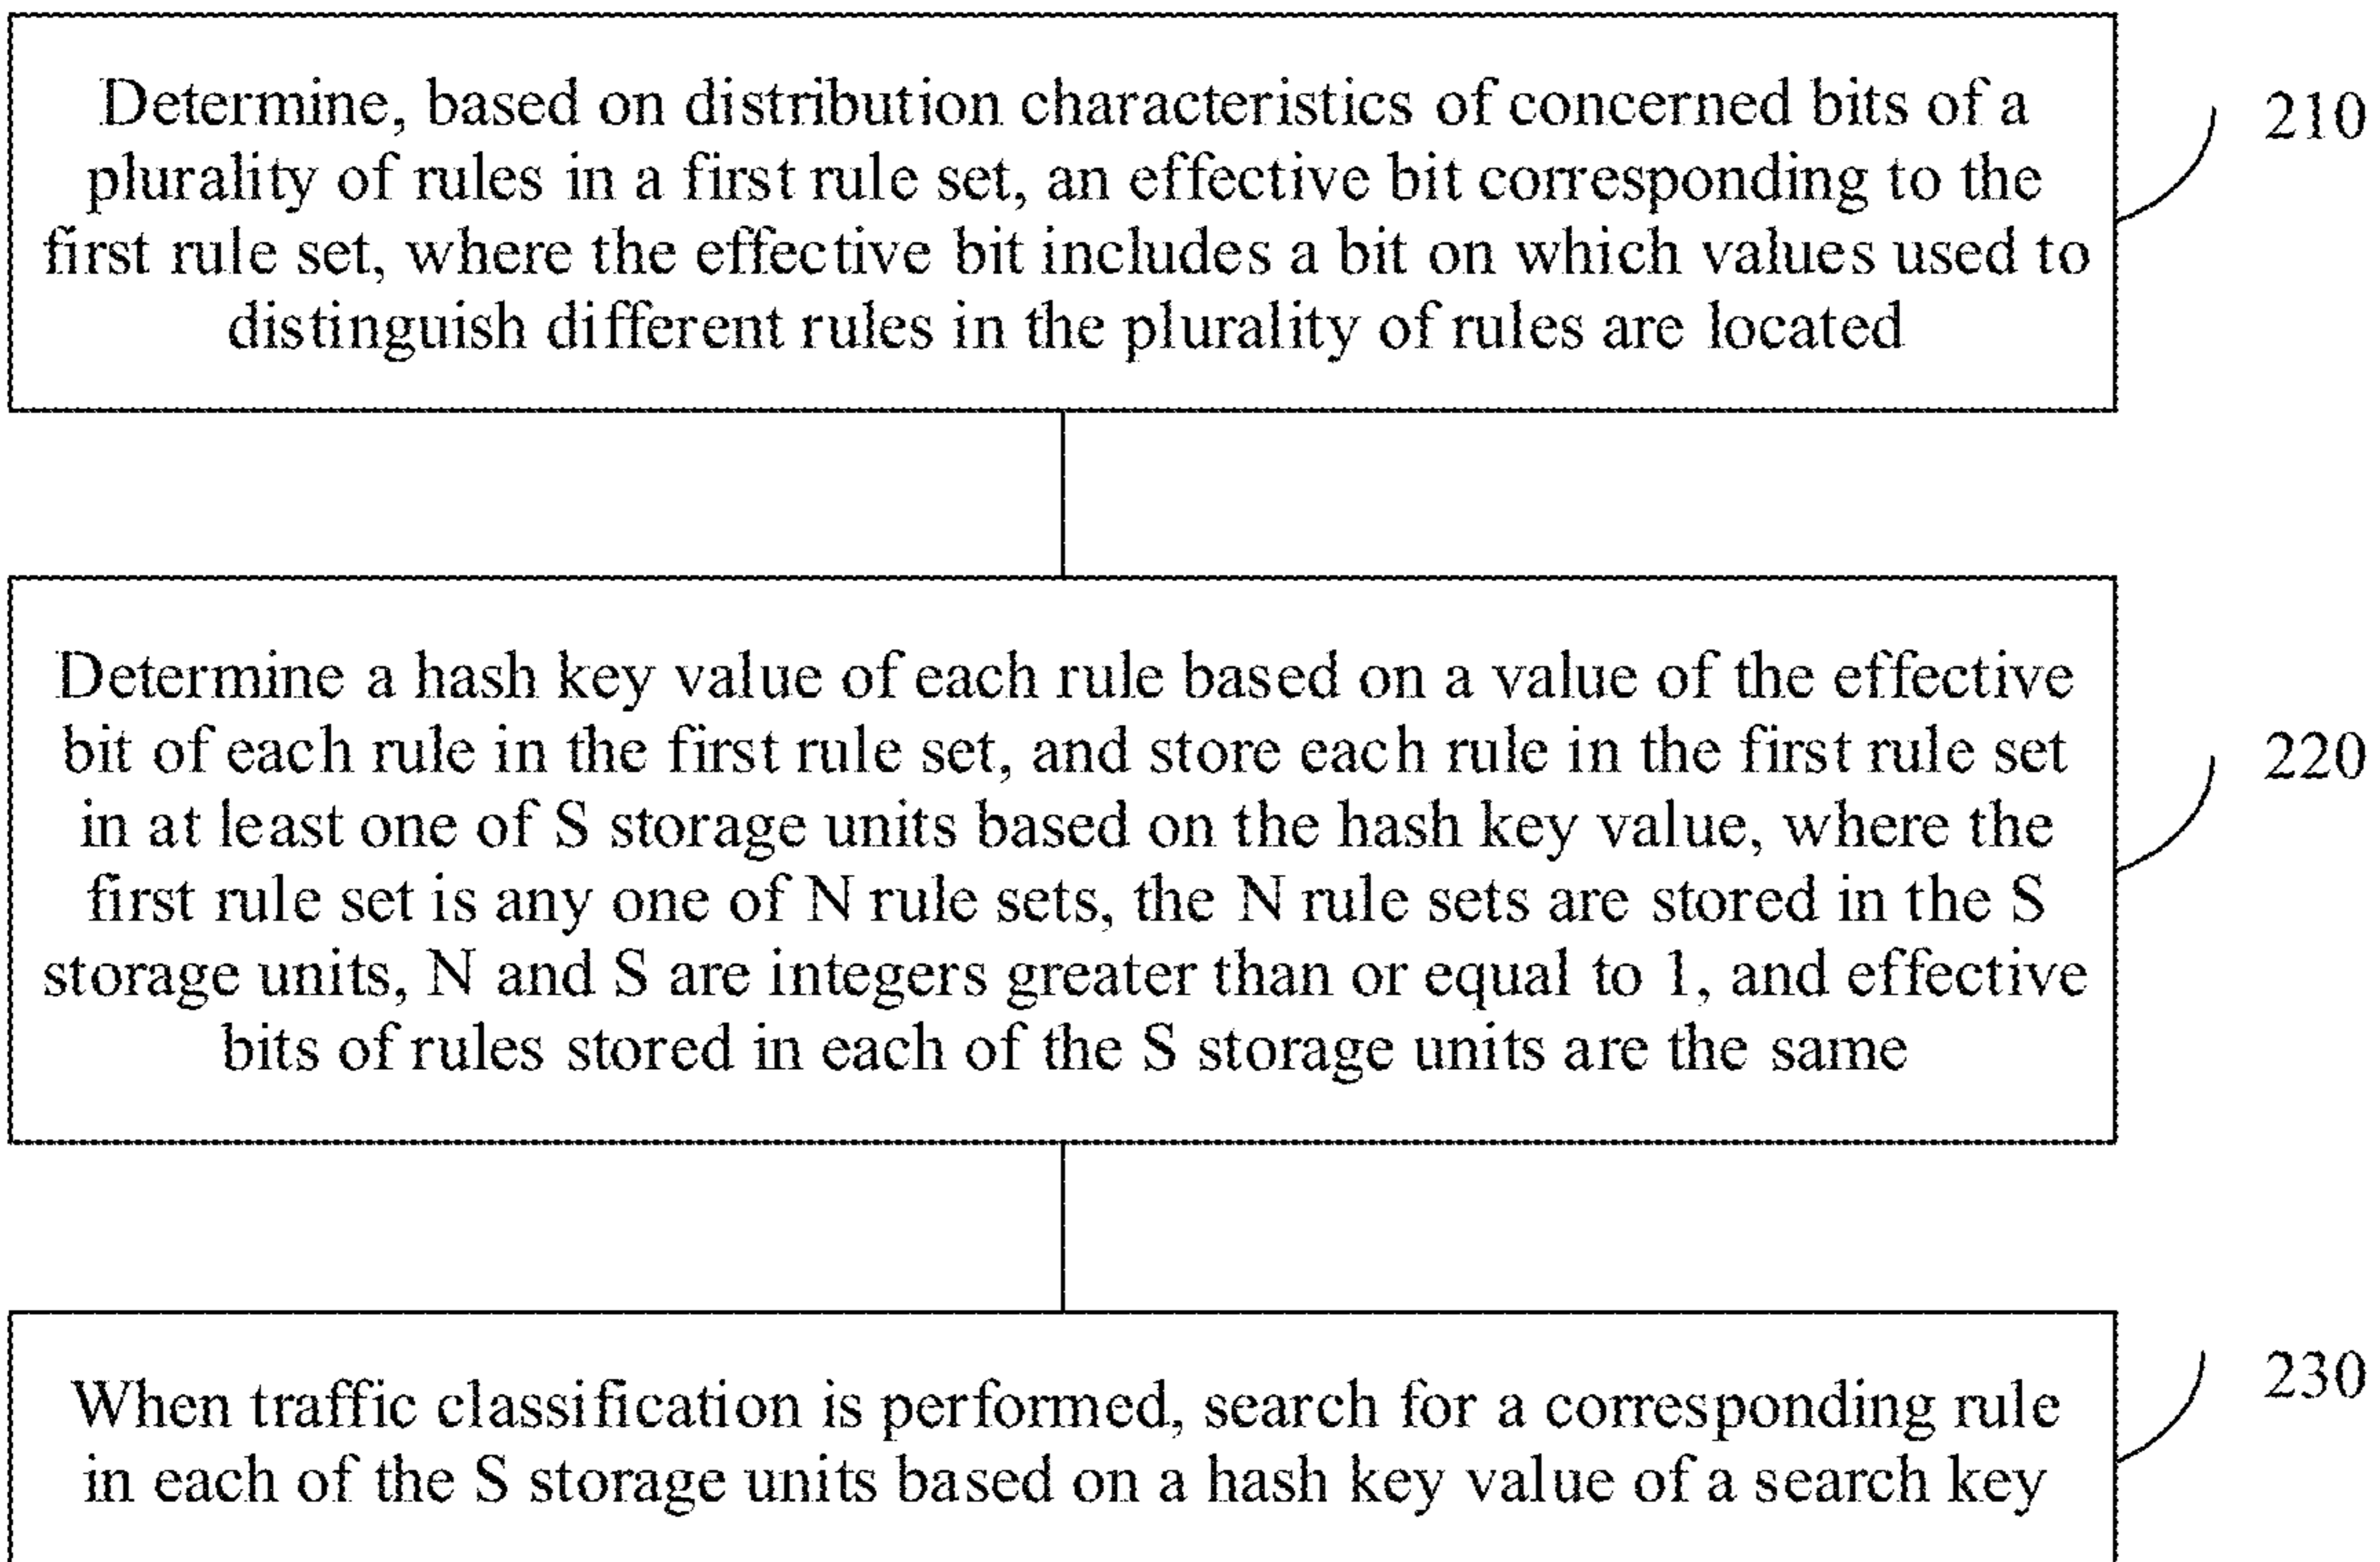 Determine, based on distribution characteristics of concerned bits of a
plurality of rules in a first rule set, an effective bit corresponding to the
first rule set, where the effective bit includes a bit on which values used to
distinguish different rules in the plurality of rules are located
210
Determine a hash key value of each rule based on a value of the effective
bit of each rule in the first rule set, and store each rule in the first rule set
in at least one of S storage units based on the hash key value, where the
first rule set is any one of N rule sets, the N rule sets are stored in the S
storage units, N and S are integers greater than or equal to 1, and effective
bits of rules stored in each of the S storage units are the same
220
When traffic classification is performed, search for a corresponding rule
in each of the S storage units based on a hash key value of a search key
230